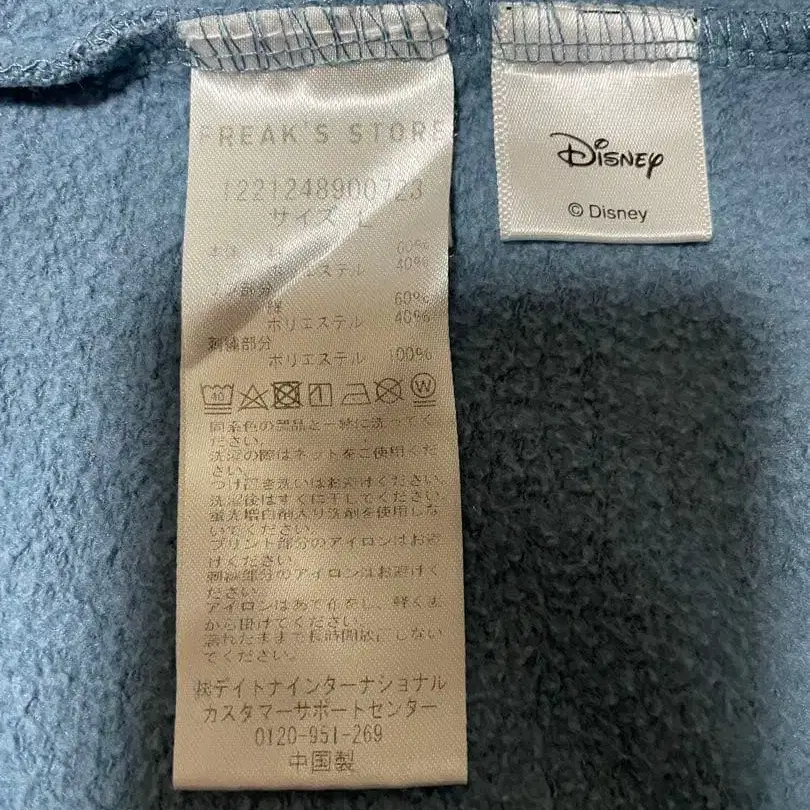 FREAK'S STORE
1221248900723
サイズ L
60%
ポリエステル 40%
綿 60%
ポリエステル 40%
刺繍部分
ポリエステル 100%
40
同系色の製品と一緒に洗ってく
ださい。
洗濯の際はネットをご使用くだ
さい。
つけ置き洗いはお避けください。
洗濯後はすぐに干してください。
蛍光増白剤入り洗剤を使用しな
いでください。
プリント部分のアイロンはお避
けください。
刺繍部分のアイロンはお避けく
ださい。
アイロンはあて布をし、軽く裏
から掛けてください。
濡れたままで長時間放置しない
でください。
㈱デイトナインターナショナル
カスタマーサポートセンター
0120-951-269
中国製
Disney
© Disney